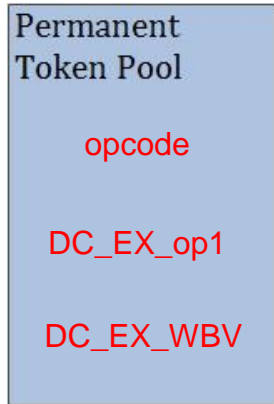 Permanent
Token Pool
opcode
DC_EX_op1
DC_EX_WBV